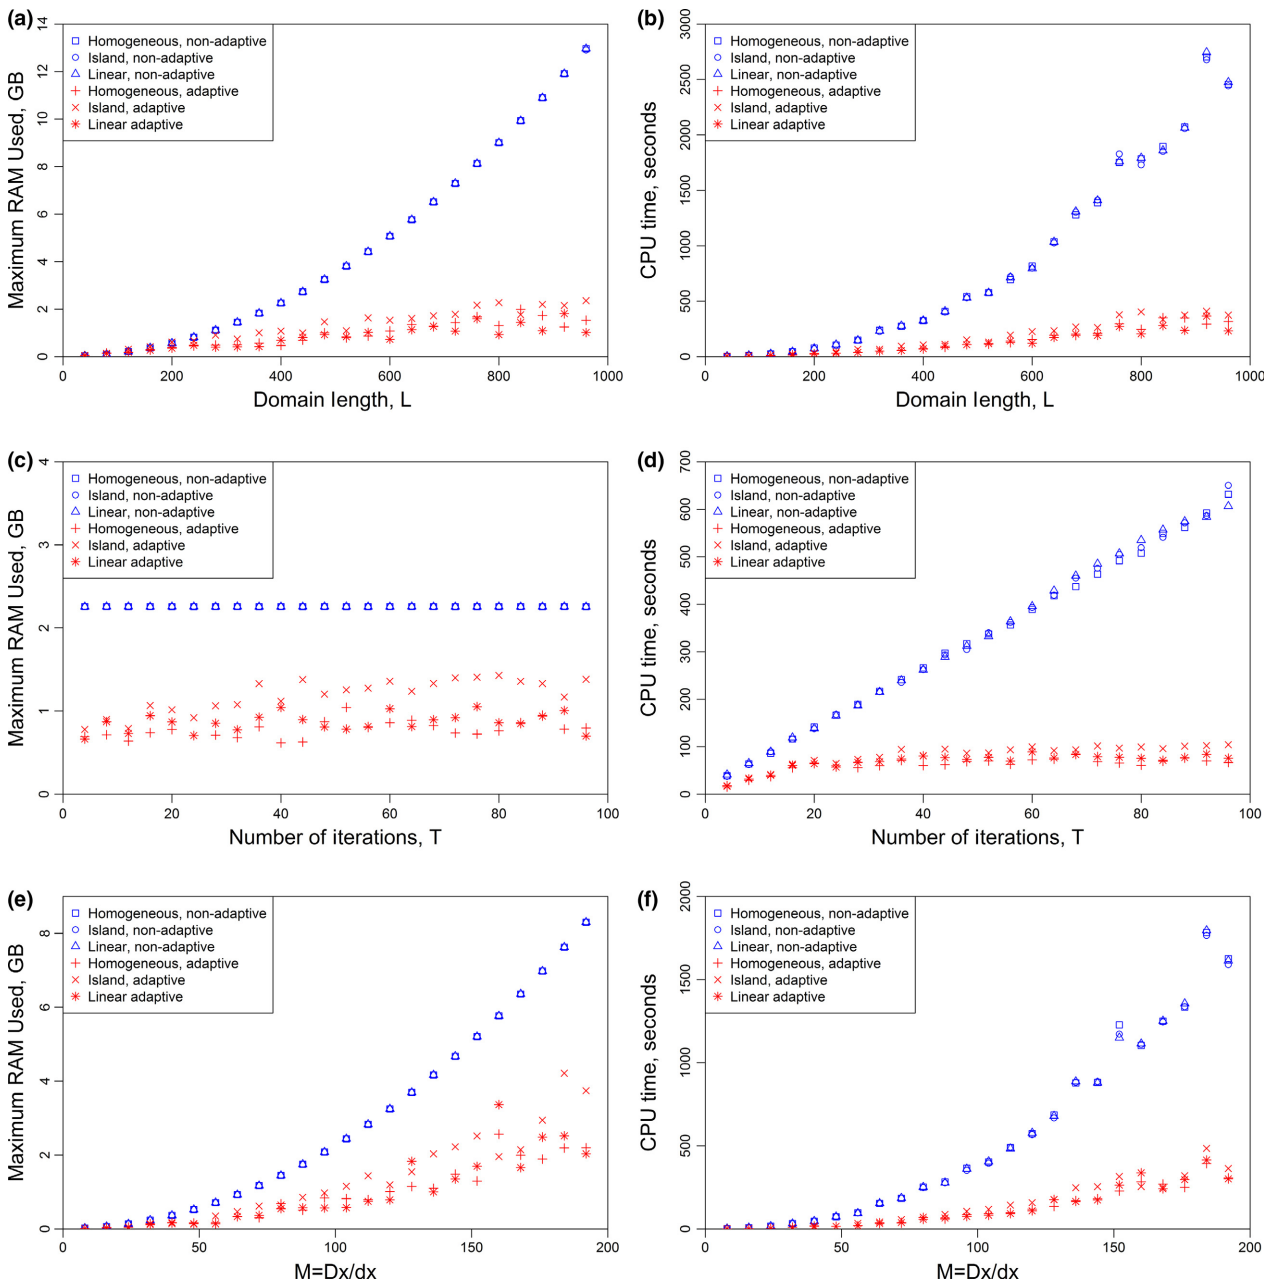 (a)
Maximum RAM Used, GB
14
12
10
8
6
4
2
0
Homogeneous, non-adaptive
Island, non-adaptive
Linear, non-adaptive
Homogeneous, adaptive
Island, adaptive
Linear adaptive
0 200 400 600 800 1000
Domain length, L
(b)
CPU time, seconds
3000
2500
2000
1500
1000
500
0
Homogeneous, non-adaptive
Island, non-adaptive
Linear, non-adaptive
Homogeneous, adaptive
Island, adaptive
Linear adaptive
0 200 400 600 800 1000
Domain length, L
(c)
Maximum RAM Used, GB
4
3
2
1
0
Homogeneous, non-adaptive
Island, non-adaptive
Linear, non-adaptive
Homogeneous, adaptive
Island, adaptive
Linear adaptive
0 20 40 60 80 100
Number of iterations, T
(d)
CPU time, seconds
700
600
500
400
300
200
100
0
Homogeneous, non-adaptive
Island, non-adaptive
Linear, non-adaptive
Homogeneous, adaptive
Island, adaptive
Linear adaptive
0 20 40 60 80 100
Number of iterations, T
(e)
Maximum RAM Used, GB
8
6
4
2
0
Homogeneous, non-adaptive
Island, non-adaptive
Linear, non-adaptive
Homogeneous, adaptive
Island, adaptive
Linear adaptive
0 50 100 150 200
M=Dx/dx
(f)
CPU time, seconds
2000
1500
1000
500
0
Homogeneous, non-adaptive
Island, non-adaptive
Linear, non-adaptive
Homogeneous, adaptive
Island, adaptive
Linear adaptive
0 50 100 150 200
M=Dx/dx